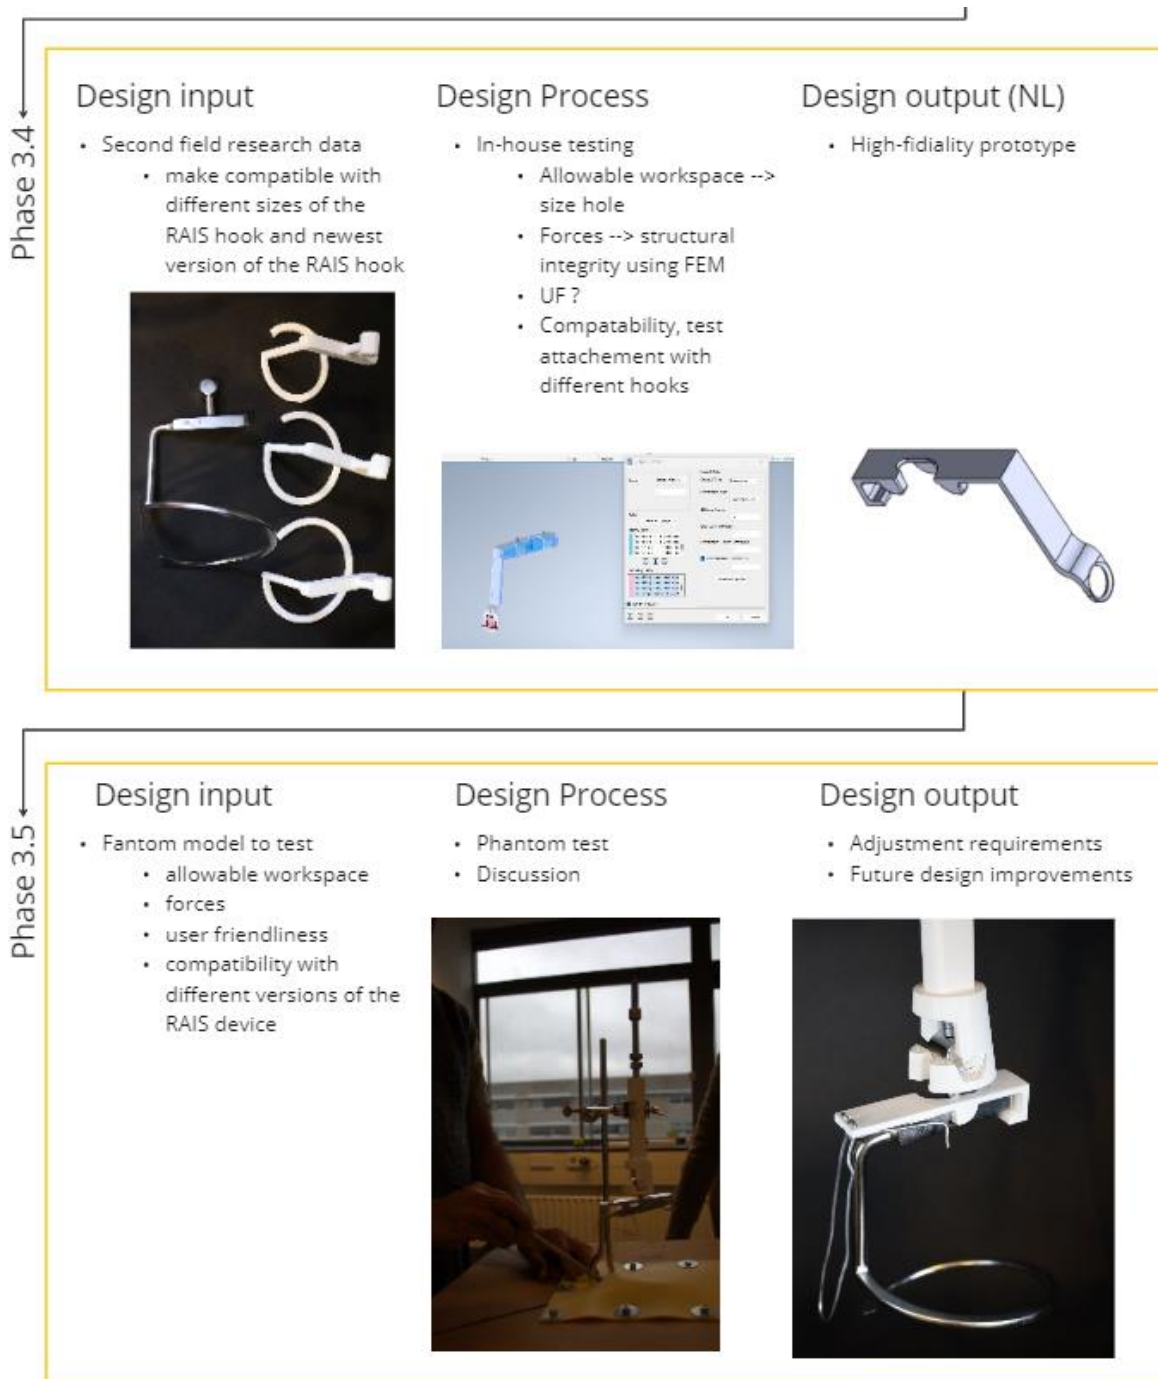 Phase 3.4
Design input
• Second field research data
• make compatible with
different sizes of the
RAIS hook and newest
version of the RAIS hook
Design Process
• In-house testing
• Allowable workspace -->
size hole
• Forces --> structural
integrity using FEM
• UF ?
• Compatability, test
attachement with
different hooks
Design output (NL)
• High-fidiality prototype
Phase 3.5
Design input
• Fantom model to test
• allowable workspace
• forces
• user friendliness
• compatibility with
different versions of the
RAIS device
Design Process
• Phantom test
• Discussion
Design output
• Adjustment requirements
• Future design improvements